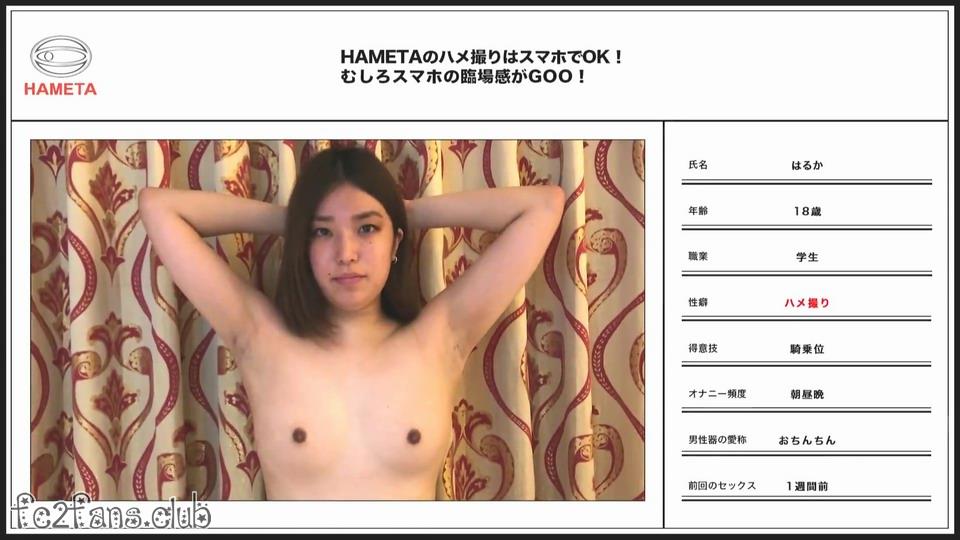 HAMETA
HAMETAのハメ撮りはスマホでOK！
むしろスマホの臨場感がGOO！
氏名 はるか
年齢 18歳
職業 学生
性癖 ハメ撮り
得意技 騎乗位
オナニー頻度 朝昼晩
男性器の愛称 おちんちん
前回のセックス 1週間前
fc2fans.club